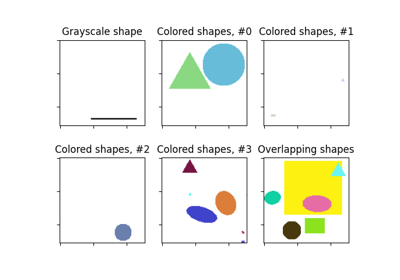 Grayscale shape
Colored shapes, #0
Colored shapes, #1
Colored shapes, #2
Colored shapes, #3
Overlapping shapes